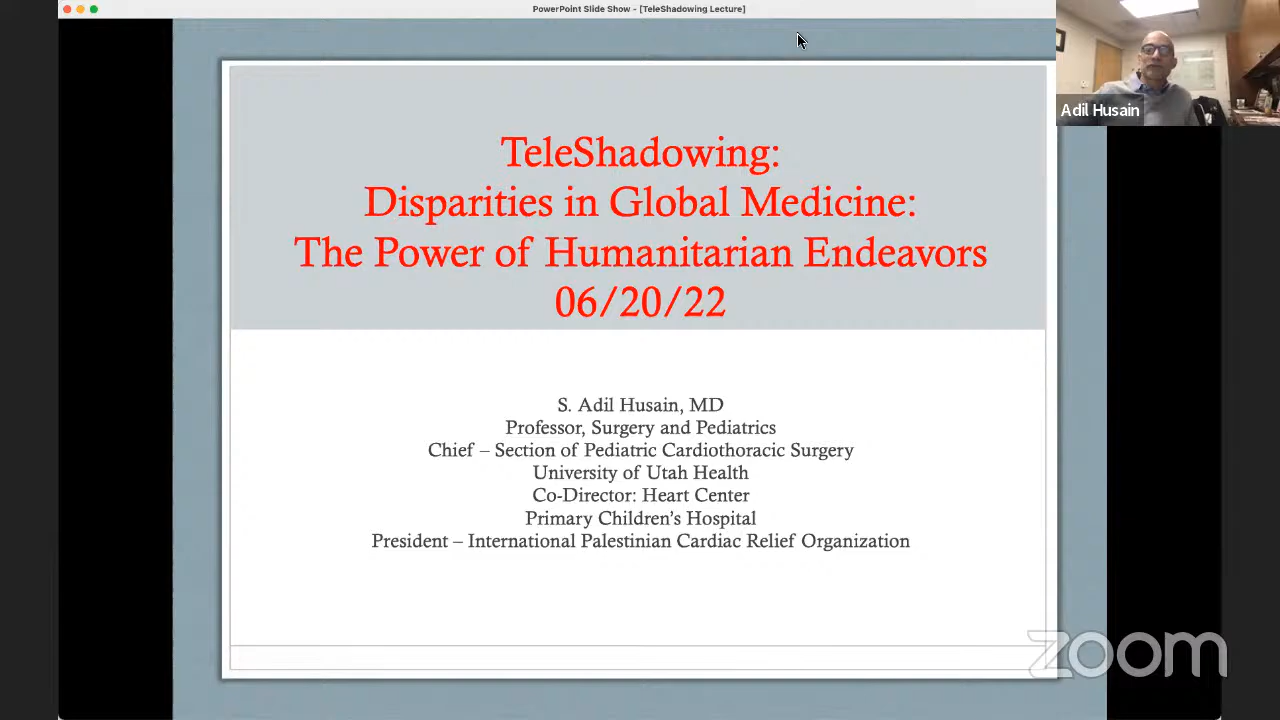 PowerPoint Slide Show - [TeleShadowing Lecture]
Adil Husain
TeleShadowing:
Disparities in Global Medicine:
The Power of Humanitarian Endeavors
06/20/22
S. Adil Husain, MD
Professor, Surgery and Pediatrics
Chief – Section of Pediatric Cardiothoracic Surgery
University of Utah Health
Co-Director: Heart Center
Primary Children’s Hospital
President – International Palestinian Cardiac Relief Organization
zoom